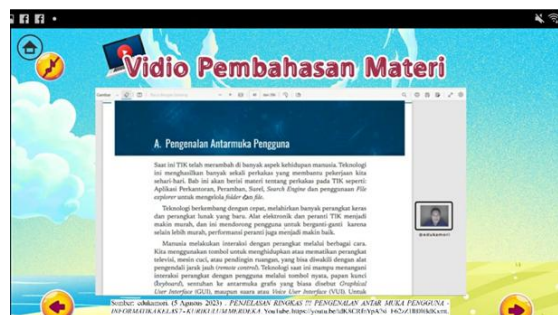 Vidio Pembahasan Materi
A. Pengenalan Antarmuka Pengguna
Saat ini TIK telah merambah di banyak aspek kehidupan manusia. Teknologi
ini menghasilkan banyak sekali perkakas yang membantu pekerjaan kita
sehari-hari. Bab ini akan berisi materi tentang perkakas pada TIK seperti:
Aplikasi Perkantoran, Peramban, Surel, Search Engine dan penggunaan File
explorer untuk mengelola folder dan file.
Teknologi berkembang dengan cepat, melahirkan banyak perangkat keras
dan perangkat lunak yang baru. Alat elektronik dan peranti TIK menjadi
makin murah, dan ini mendorong pengguna untuk berganti-ganti karena
selain lebih murah, performansi peranti juga menjadi makin baik.
Manusia melakukan interaksi dengan perangkat melalui berbagai cara.
Kita menggunakan tombol untuk menghidupkan atau mematikan perangkat
televisi, mesin cuci, atau pendingin ruangan, yang bisa diwakili dengan alat
pengendali jarak jauh (remote control). Teknologi saat ini mampu menangani
interaksi perangkat dengan pengguna melalui tombol nyata, papan kunci
(keyboard), sentuhan ke antarmuka grafis yang biasa disebut Graphical
User Interface (GUI), maupun suara atau Voice User Interface (VUI). Untuk
@edukamori
Sumber: edukamori. (5 Agustus 2023) . PENJELASAN RINGKAS !!! PENGENALAN ANTAR MUKA PENGGUNA -
INFORMATIKA KELAS 7 - KURIKULUM MERDEKA. YouTube.